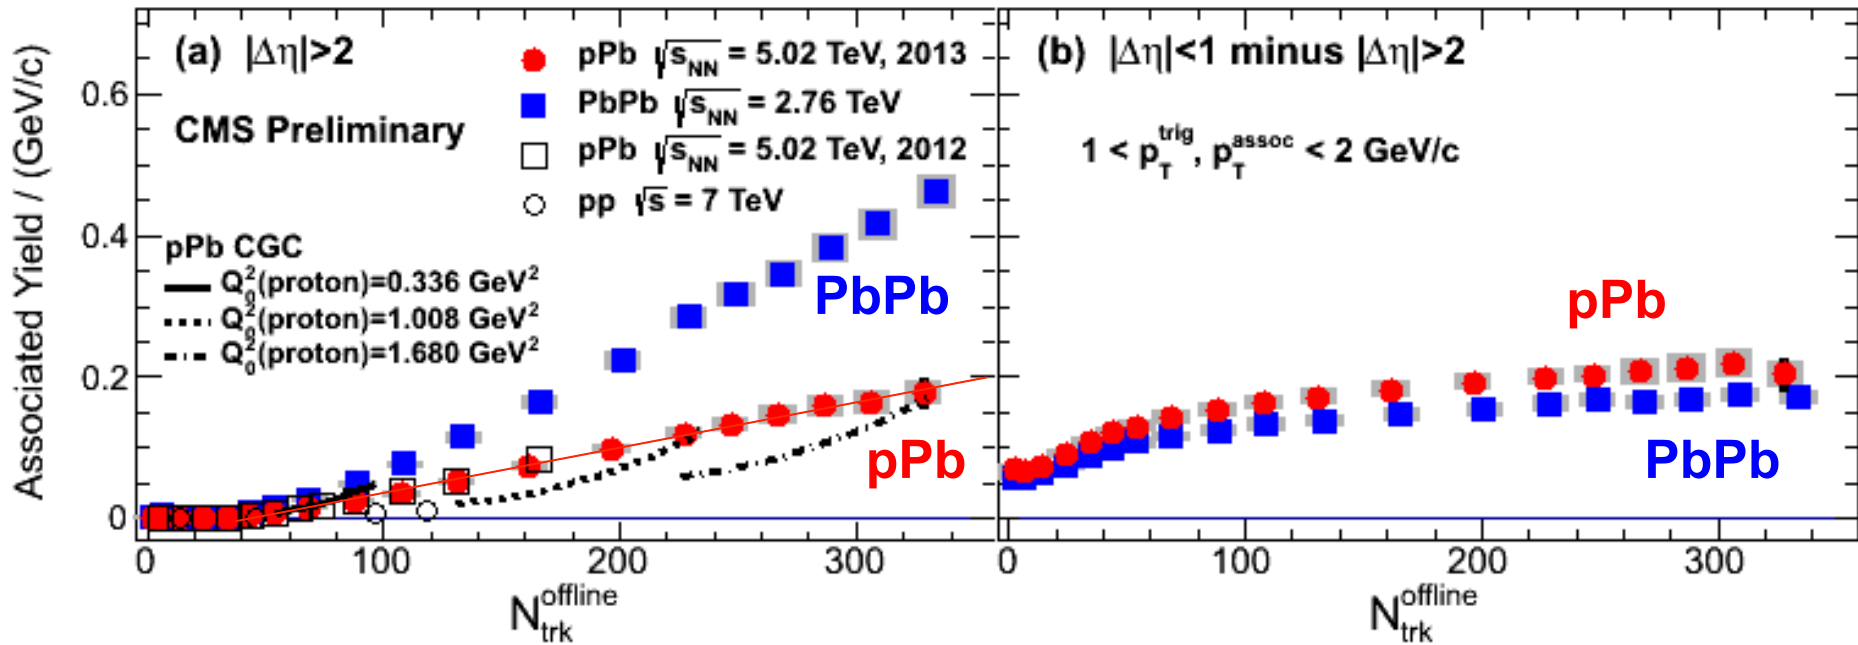 (a) |Δη|>2
pPb √s_NN = 5.02 TeV, 2013
PbPb √s_NN = 2.76 TeV
pPb √s_NN = 5.02 TeV, 2012
pp √s = 7 TeV
CMS Preliminary
pPb CGC
Q₀²(proton)=0.336 GeV²
Q₀²(proton)=1.008 GeV²
Q₀²(proton)=1.680 GeV²
PbPb
pPb
Associated Yield / (GeV/c)
0.6
0.4
0.2
0
0 100 200 300
N_trk^offline
(b) |Δη|<1 minus |Δη|>2
1 < p_T^trig, p_T^assoc < 2 GeV/c
pPb
PbPb
0 100 200 300
N_trk^offline